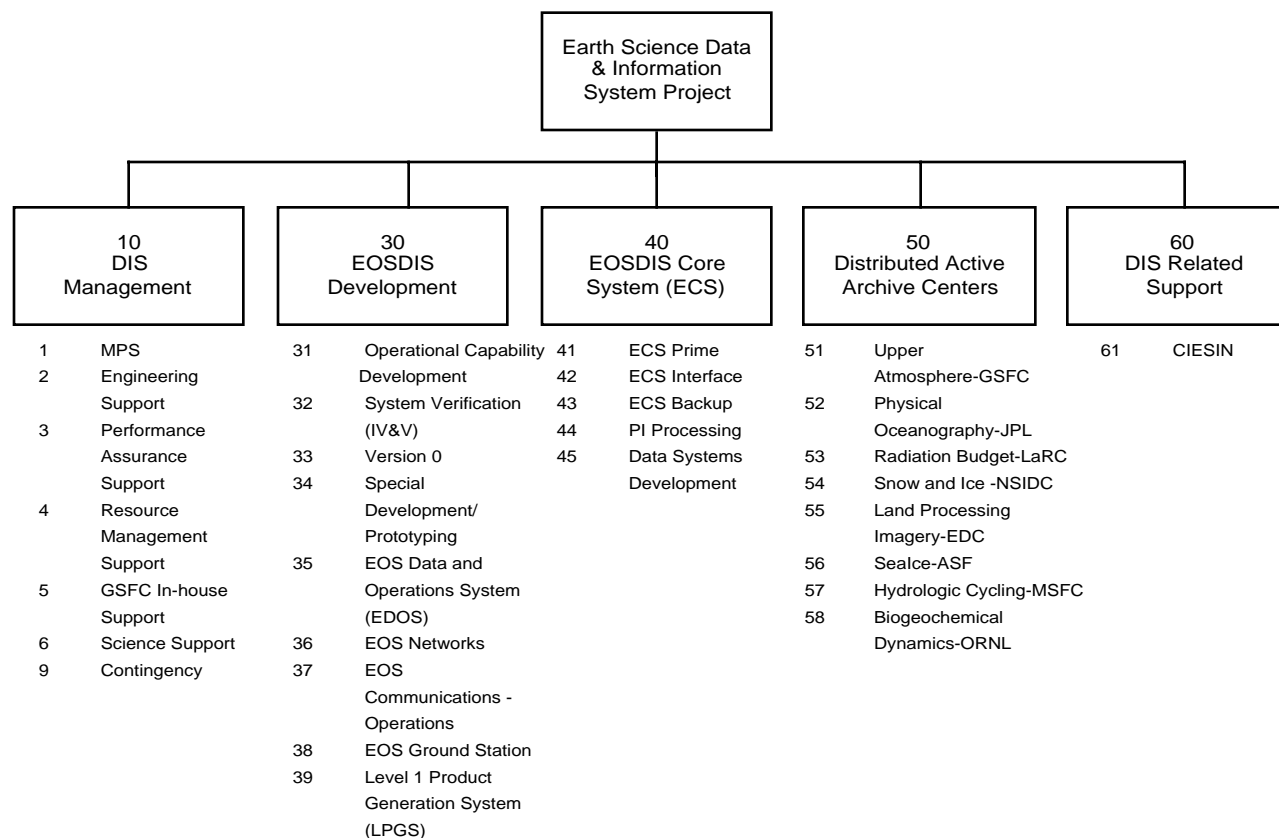 Earth Science Data
& Information
System Project
10
DIS
Management
30
EOSDIS
Development
40
EOSDIS Core
System (ECS)
50
Distributed Active
Archive Centers
60
DIS Related
Support
1 MPS
2 Engineering
Support
3 Performance
Assurance
Support
4 Resource
Management
Support
5 GSFC In-house
Support
6 Science Support
9 Contingency
31 Operational Capability
Development
32 System Verification
(IV&V)
33 Version 0
34 Special
Development/
Prototyping
35 EOS Data and
Operations System
(EDOS)
36 EOS Networks
37 EOS
Communications -
Operations
38 EOS Ground Station
39 Level 1 Product
Generation System
(LPGS)
41 ECS Prime
42 ECS Interface
43 ECS Backup
44 PI Processing
45 Data Systems
Development
51 Upper
Atmosphere-GSFC
52 Physical
Oceanography-JPL
53 Radiation Budget-LaRC
54 Snow and Ice -NSIDC
55 Land Processing
Imagery-EDC
56 SeaIce-ASF
57 Hydrologic Cycling-MSFC
58 Biogeochemical
Dynamics-ORNL
61 CIESIN